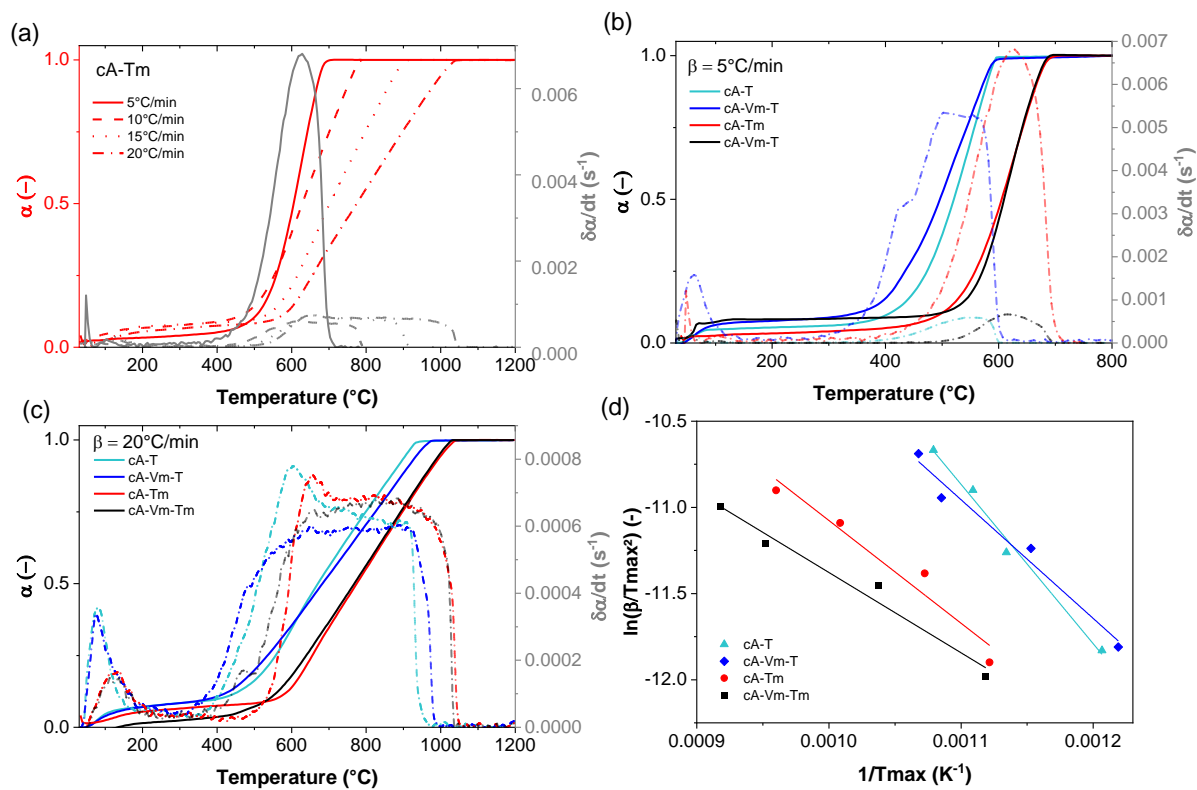 (a)
cA-Tm
5°C/min
10°C/min
15°C/min
20°C/min
1.0
0.5
0.0
α (–)
0.006
0.004
0.002
0.000
δα/dt (s⁻¹)
200 400 600 800 1000 1200
Temperature (°C)
(b)
β = 5°C/min
cA-T
cA-Vm-T
cA-Tm
cA-Vm-T
1.0
0.5
0.0
α (–)
0.007
0.006
0.005
0.004
0.003
0.002
0.001
0.000
δα/dt (s⁻¹)
200 400 600 800
Temperature (°C)
(c)
β = 20°C/min
cA-T
cA-Vm-T
cA-Tm
cA-Vm-Tm
1.0
0.5
0.0
α (–)
0.0008
0.0006
0.0004
0.0002
0.0000
δα/dt (s⁻¹)
200 400 600 800 1000 1200
Temperature (°C)
(d)
-10.5
-11.0
-11.5
-12.0
ln(β/Tmax²) (-)
cA-T
cA-Vm-T
cA-Tm
cA-Vm-Tm
0.0009 0.0010 0.0011 0.0012
1/Tmax (K⁻¹)